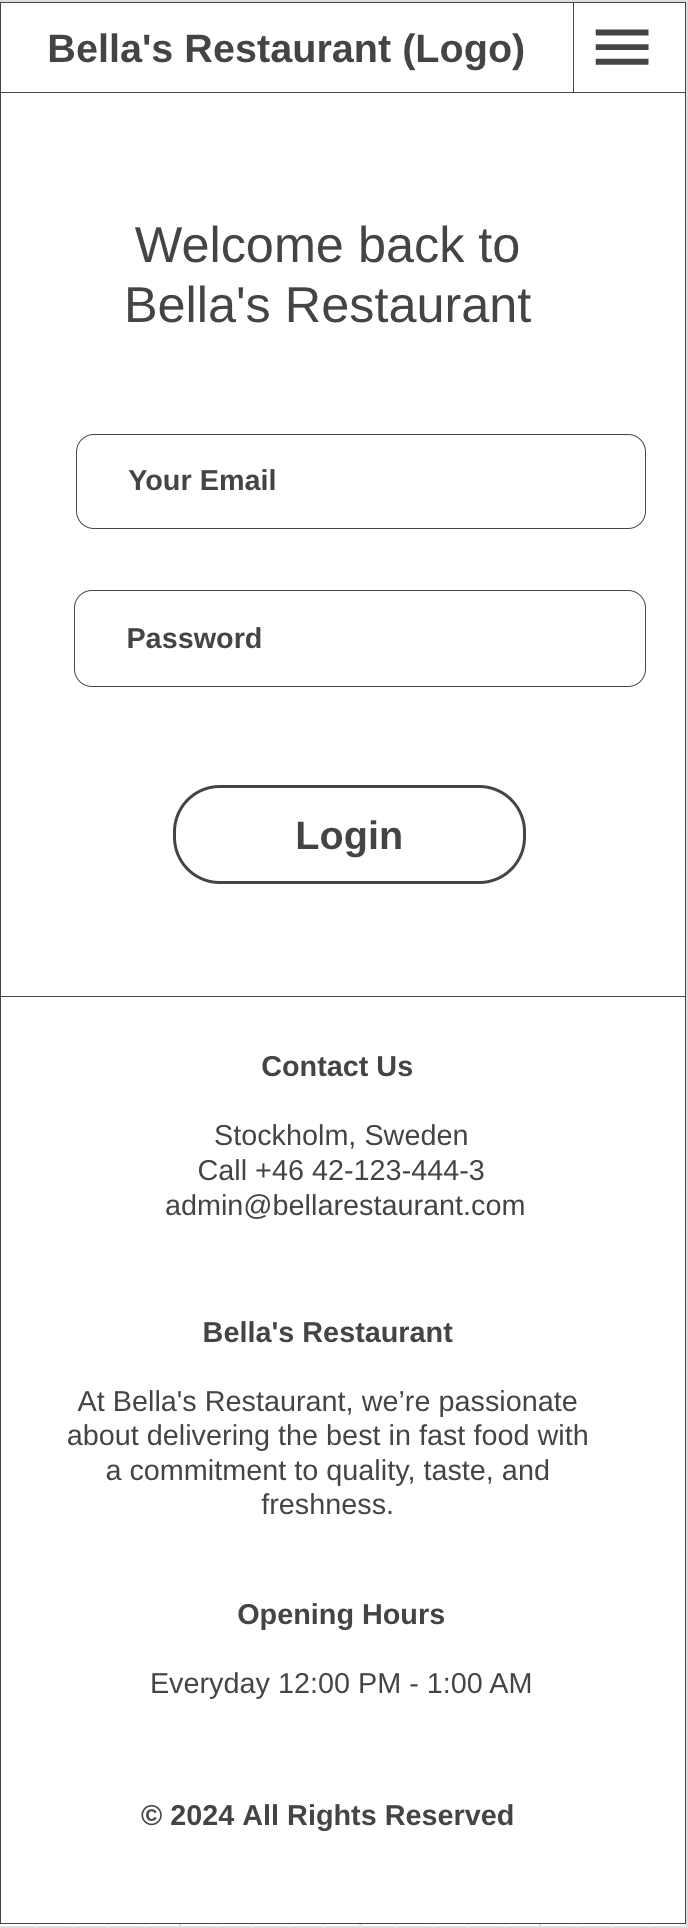 Bella's Restaurant (Logo)
Welcome back to
Bella's Restaurant
Your Email
Password
Login
Contact Us
Stockholm, Sweden
Call +46 42-123-444-3
admin@bellarestaurant.com
Bella's Restaurant
At Bella's Restaurant, we’re passionate
about delivering the best in fast food with
a commitment to quality, taste, and
freshness.
Opening Hours
Everyday 12:00 PM - 1:00 AM
© 2024 All Rights Reserved